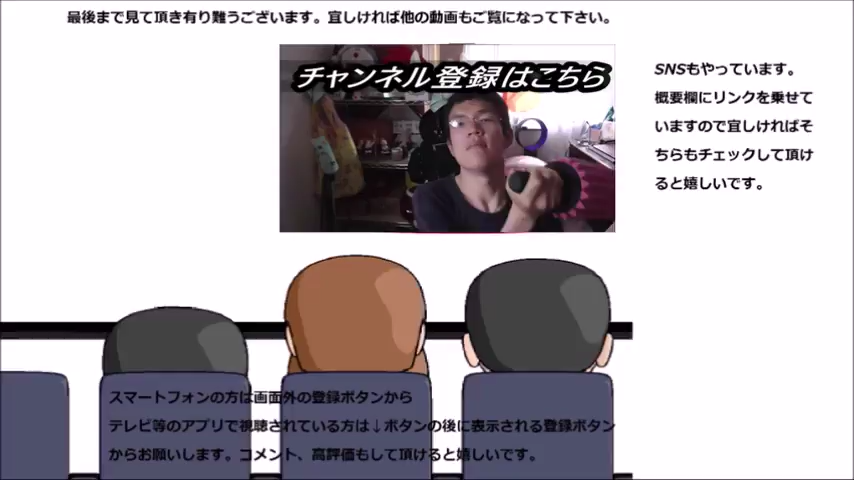 最後まで見て頂き有り難うございます。宜しければ他の動画もご覧になって下さい。
チャンネル登録はこちら
SNSもやっています。
概要欄にリンクを乗せて
いますので宜しければそ
ちらもチェックして頂け
ると嬉しいです。
スマートフォンの方は画面外の登録ボタンから
テレビ等のアプリで視聴されている方は↓ボタンの後に表示される登録ボタン
からお願いします。コメント、高評価もして頂けると嬉しいです。